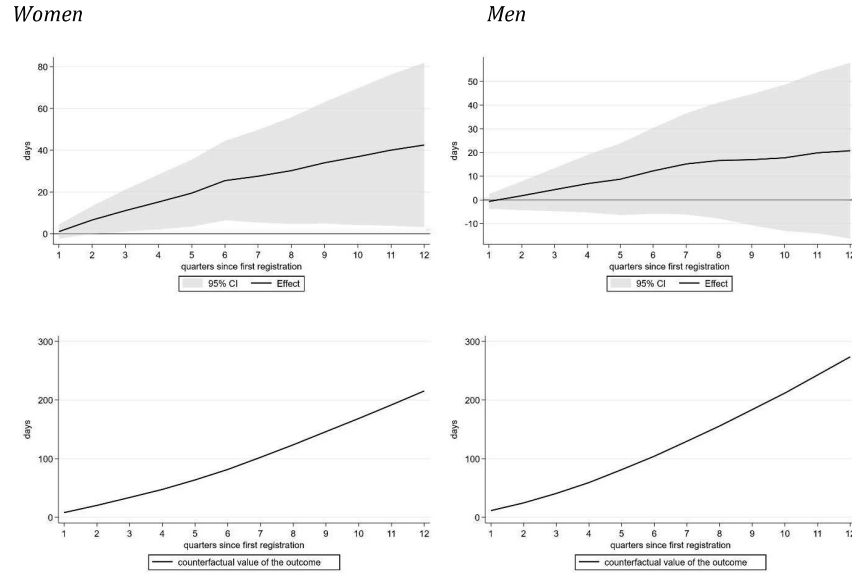 Women
Men
80
60
40
20
0
days
1 2 3 4 5 6 7 8 9 10 11 12
quarters since first registration
95% CI Effect
50
40
30
20
10
0
-10
days
1 2 3 4 5 6 7 8 9 10 11 12
quarters since first registration
95% CI Effect
300
200
100
0
days
1 2 3 4 5 6 7 8 9 10 11 12
quarters since first registration
counterfactual value of the outcome
300
200
100
0
days
1 2 3 4 5 6 7 8 9 10 11 12
quarters since first registration
counterfactual value of the outcome